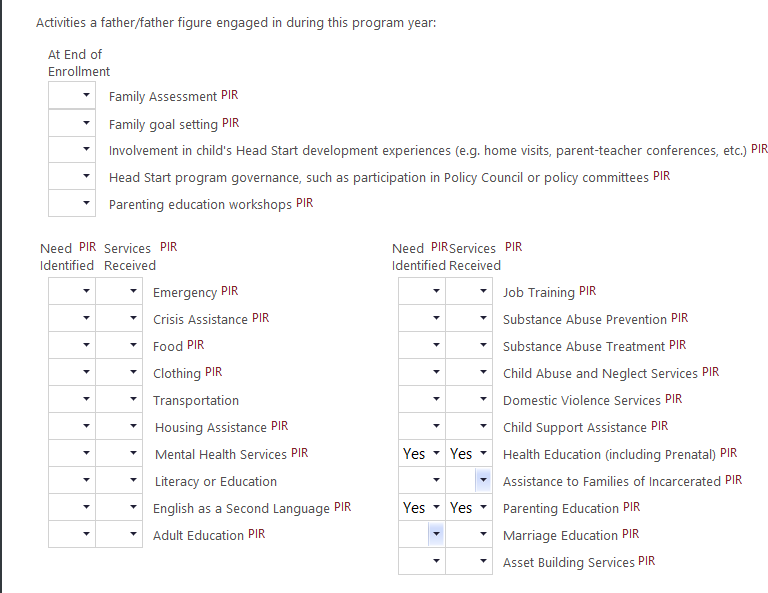 Activities a father/father figure engaged in during this program year:
At End of
Enrollment
Family Assessment PIR
Family goal setting PIR
Involvement in child's Head Start development experiences (e.g. home visits, parent-teacher conferences, etc.) PIR
Head Start program governance, such as participation in Policy Council or policy committees PIR
Parenting education workshops PIR
Need PIR Services PIR
Identified Received
Emergency PIR
Crisis Assistance PIR
Food PIR
Clothing PIR
Transportation
Housing Assistance PIR
Mental Health Services PIR
Literacy or Education
English as a Second Language PIR
Adult Education PIR
Need PIR Services PIR
Identified Received
Job Training PIR
Substance Abuse Prevention PIR
Substance Abuse Treatment PIR
Child Abuse and Neglect Services PIR
Domestic Violence Services PIR
Child Support Assistance PIR
Yes Yes Health Education (including Prenatal) PIR
Assistance to Families of Incarcerated PIR
Yes Yes Parenting Education PIR
Marriage Education PIR
Asset Building Services PIR